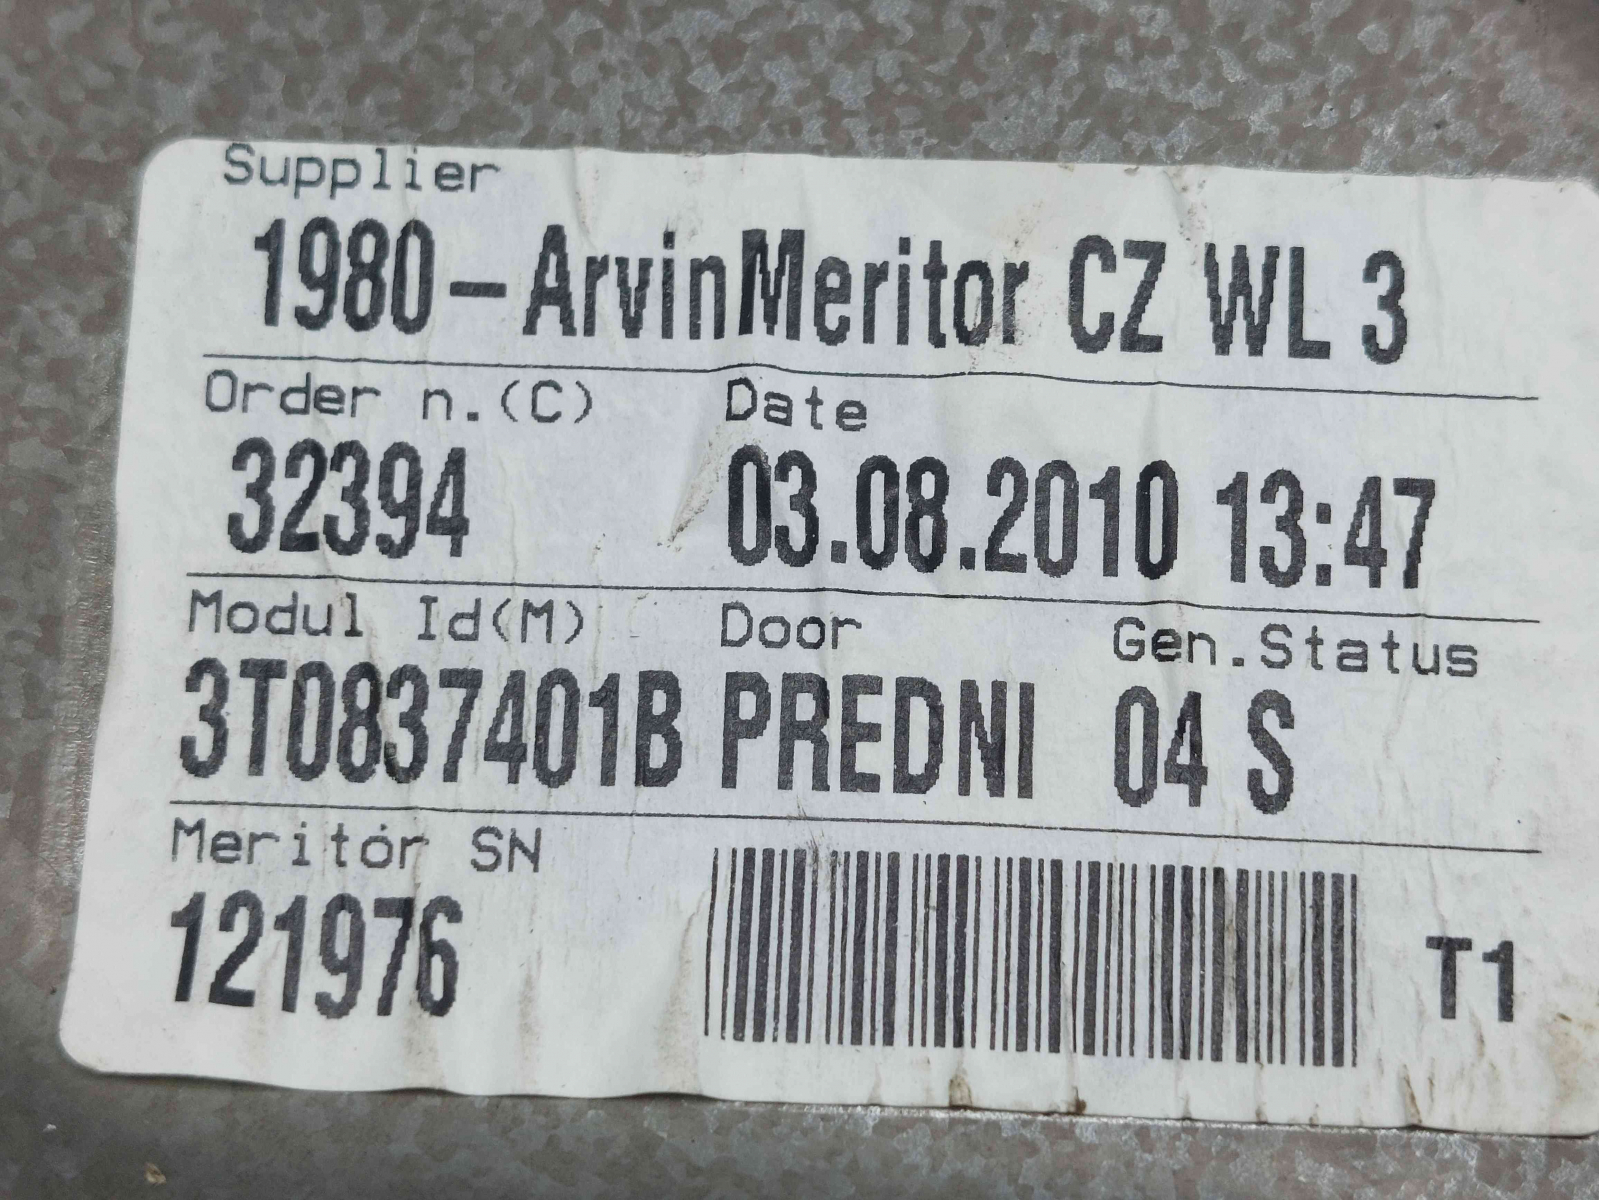 Supplier
1980-ArvinMeritor CZ WL 3
Order n.(C) Date
32394 03.08.2010 13:47
Modul Id(M) Door Gen.Status
3T0837401B PREDNI 04 S
Meritor SN
121976
T1